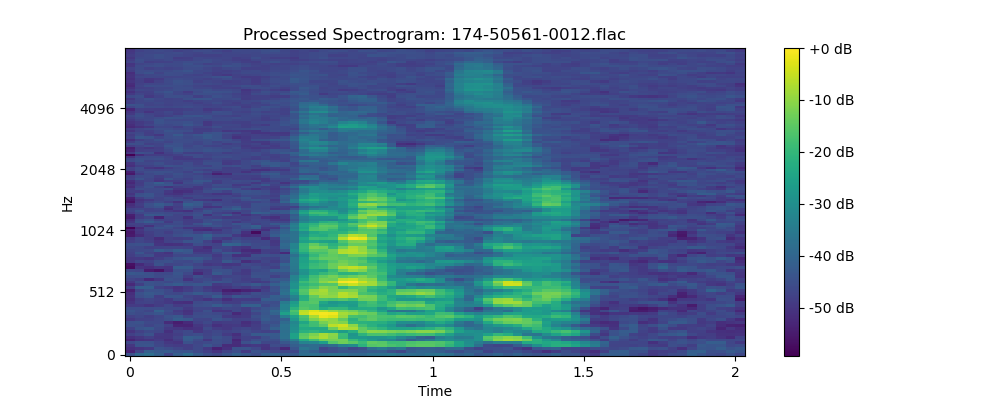 Processed Spectrogram: 174-50561-0012.flac
Hz
4096
2048
1024
512
0
0
0.5
1
1.5
2
Time
+0 dB
-10 dB
-20 dB
-30 dB
-40 dB
-50 dB